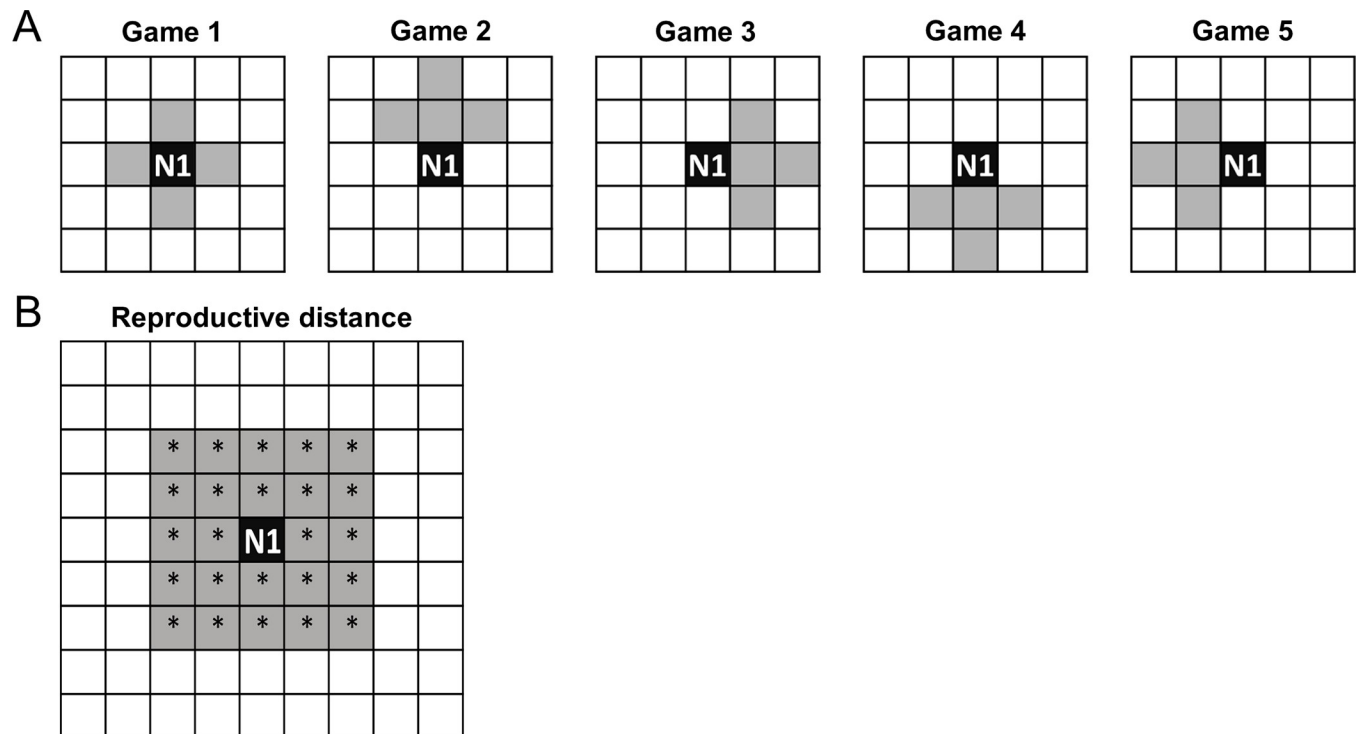 A
Game 1 Game 2 Game 3 Game 4 Game 5
N1 N1 N1 N1 N1
B
Reproductive distance
* * * * *
* * * * *
* * N1 * *
* * * * *
* * * * *